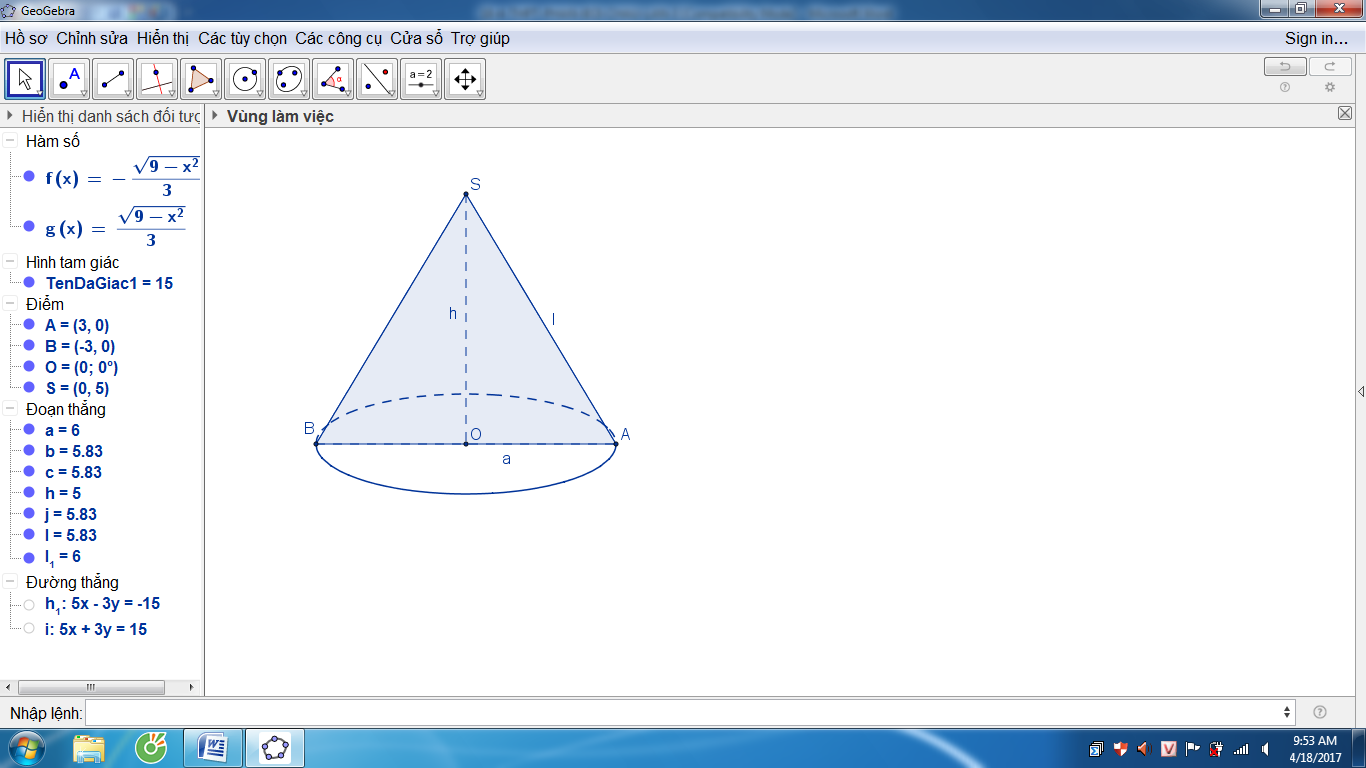 GeoGebra
Hồ sơ Chỉnh sửa Hiển thị Các tùy chọn Các công cụ Cửa sổ Trợ giúp Sign in...
A α a = 2
Hiển thị danh sách đối tượ
Vùng làm việc
Hàm số
f (x) = - √(9 - x²) / 3
g (x) = √(9 - x²) / 3
Hình tam giác
TenDaGiac1 = 15
Điểm
A = (3, 0)
B = (-3, 0)
O = (0; 0°)
S = (0, 5)
Đoạn thẳng
a = 6
b = 5.83
c = 5.83
h = 5
j = 5.83
l = 5.83
l₁ = 6
Đường thẳng
h₁: 5x - 3y = -15
i: 5x + 3y = 15
S
h
l
B
O
A
a
Nhập lệnh:
9:53 AM
4/18/2017